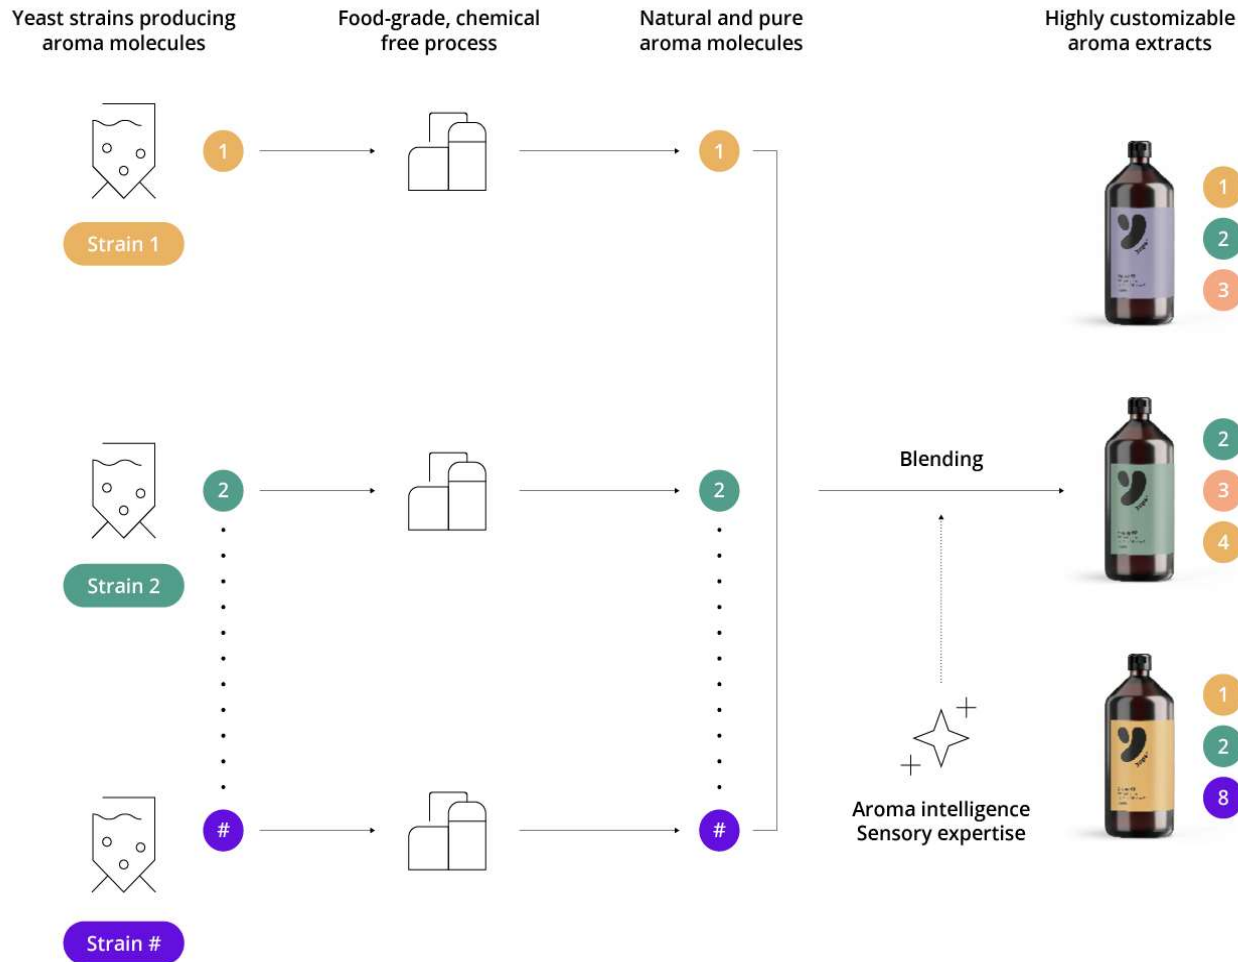 Yeast strains producing
aroma molecules
Food-grade, chemical
free process
Natural and pure
aroma molecules
Highly customizable
aroma extracts
1
1
Strain 1
1
2
3
2
2
Strain 2
Blending
2
3
4
#
#
Strain #
Aroma intelligence
Sensory expertise
1
2
8